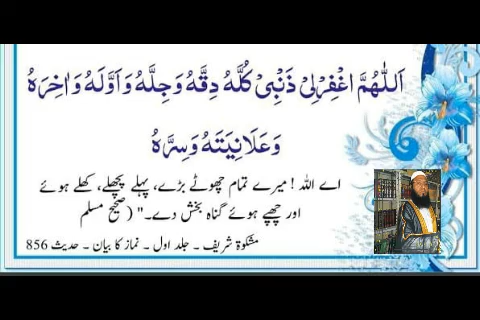 اَللّٰهُمَّ اغْفِرْلِیْ ذَنْۢبِیْ كُلَّهٗ دِقَّهٗ وَجِلَّهٗ وَاَوَّلَهٗ وَاٰخِرَهٗ
وَعَلَانِیَتَهٗ وَسِرَّهٗ
اے اللہ ! میرے تمام چھوٹے بڑے، پہلے پچھلے، کھلے ہوئے
اور چھپے ہوئے گناہ بخش دے۔" (صحیح مسلم
مشکوۃ شریف ۔ جلد اول ۔ نماز کا بیان ۔ حدیث 856